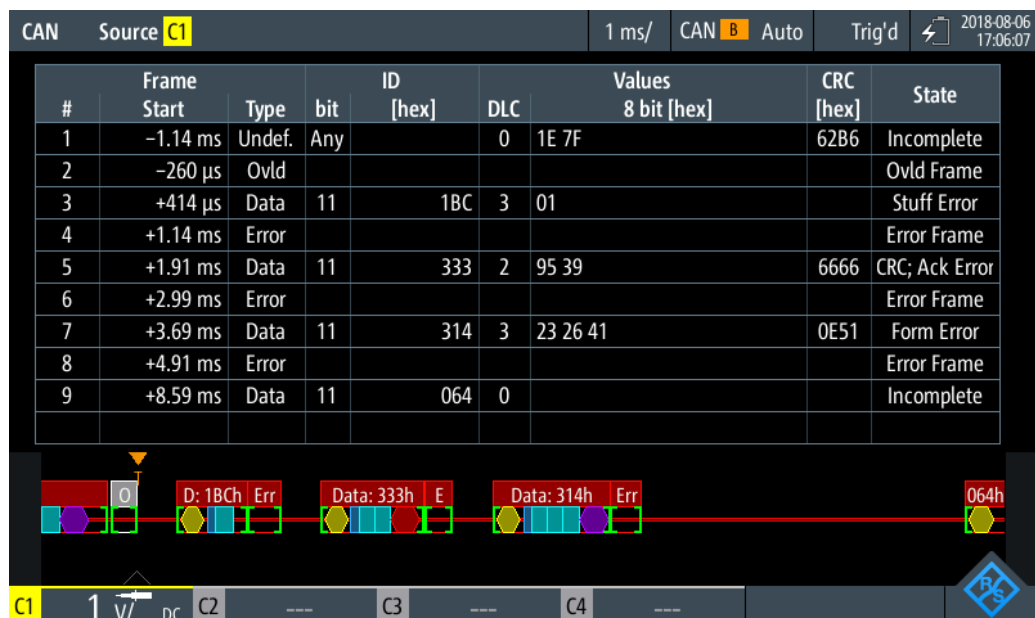 CAN Source C1 1 ms/ CAN B Auto Trig'd 2018-08-06
17:06:07
Frame ID Values CRC State
# Start Type bit [hex] DLC 8 bit [hex] [hex]
1 −1.14 ms Undef. Any 0 1E 7F 62B6 Incomplete
2 −260 µs Ovld Ovld Frame
3 +414 µs Data 11 1BC 3 01 Stuff Error
4 +1.14 ms Error Error Frame
5 +1.91 ms Data 11 333 2 95 39 6666 CRC; Ack Error
6 +2.99 ms Error Error Frame
7 +3.69 ms Data 11 314 3 23 26 41 0E51 Form Error
8 +4.91 ms Error Error Frame
9 +8.59 ms Data 11 064 0 Incomplete
T
O D: 1BCh Err Data: 333h E Data: 314h Err 064h
C1 1 V/ DC C2 --- C3 --- C4 --- R&S